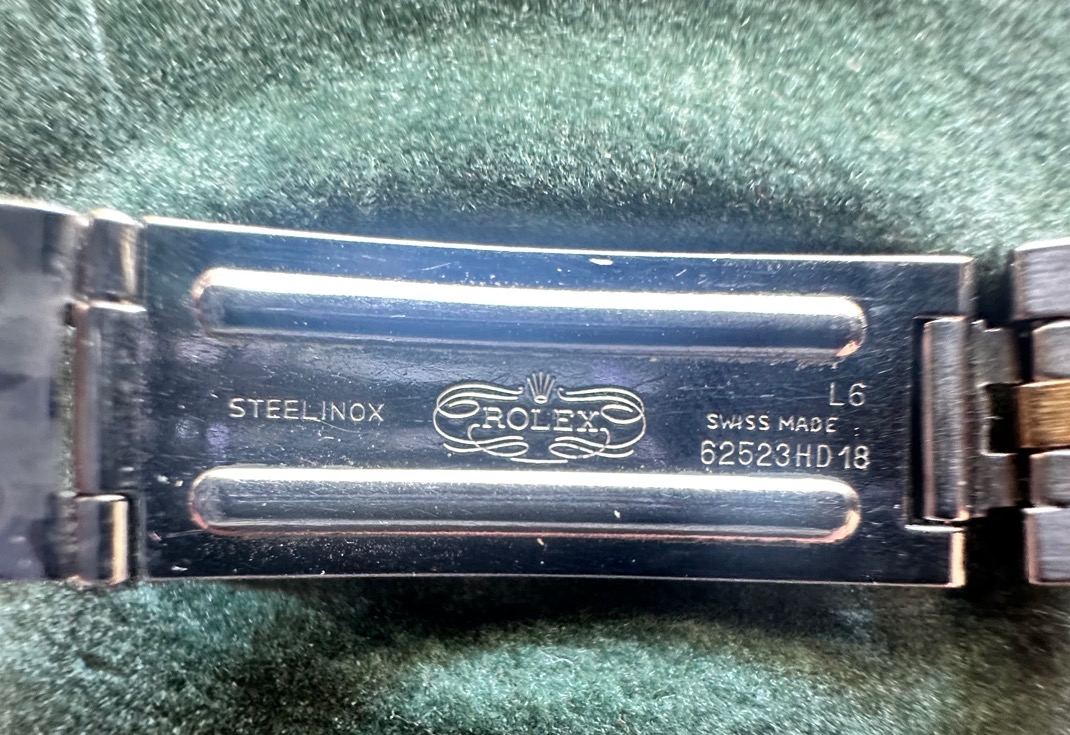 STEELINOX
ROLEX
L6
SWISS MADE
62523HD18